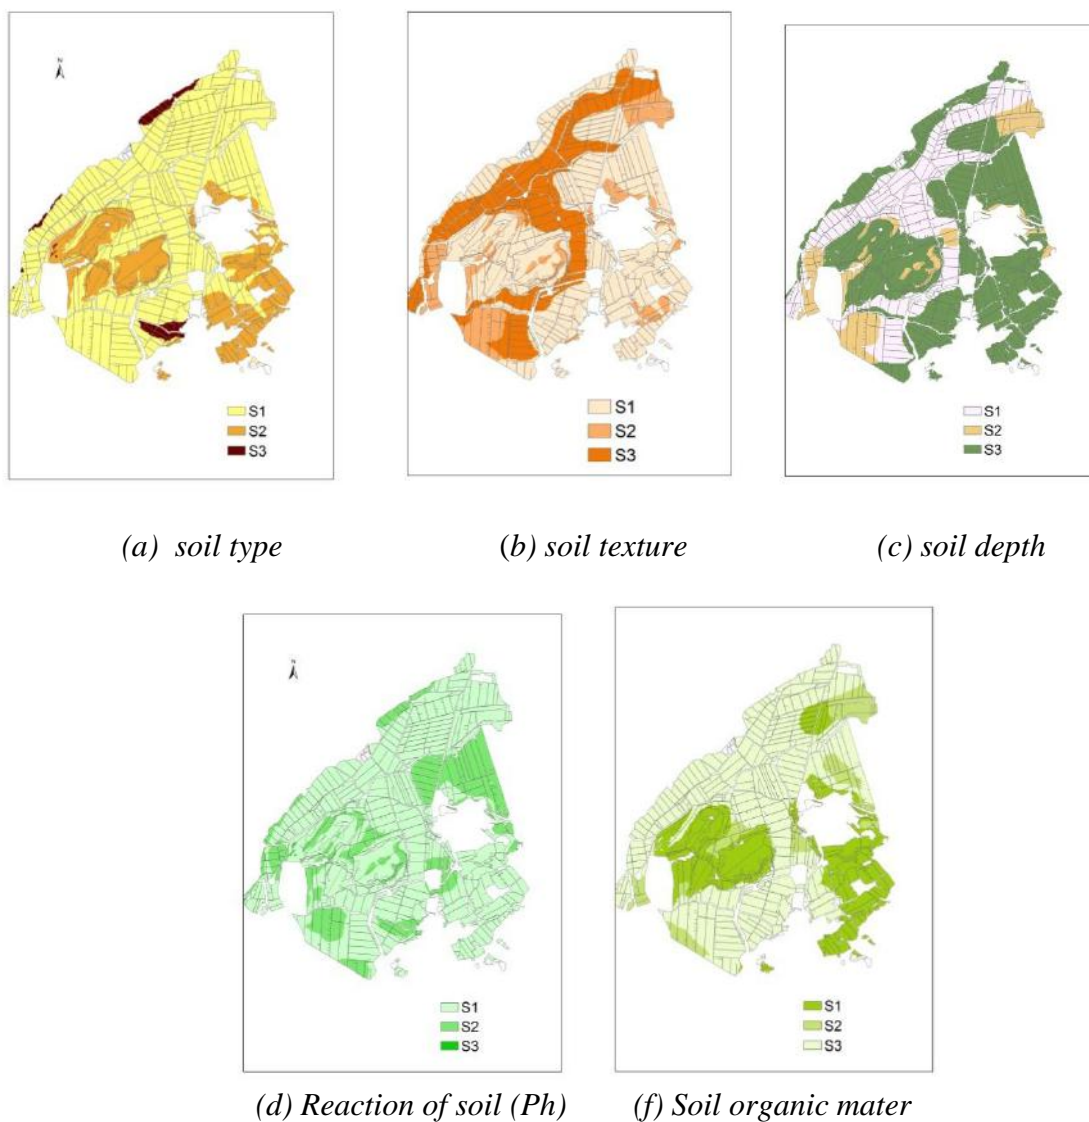 N
S1
S2
S3
S1
S2
S3
S1
S2
S3
(a) soil type
(b) soil texture
(c) soil depth
N
S1
S2
S3
S1
S2
S3
(d) Reaction of soil (Ph)
(f) Soil organic mater